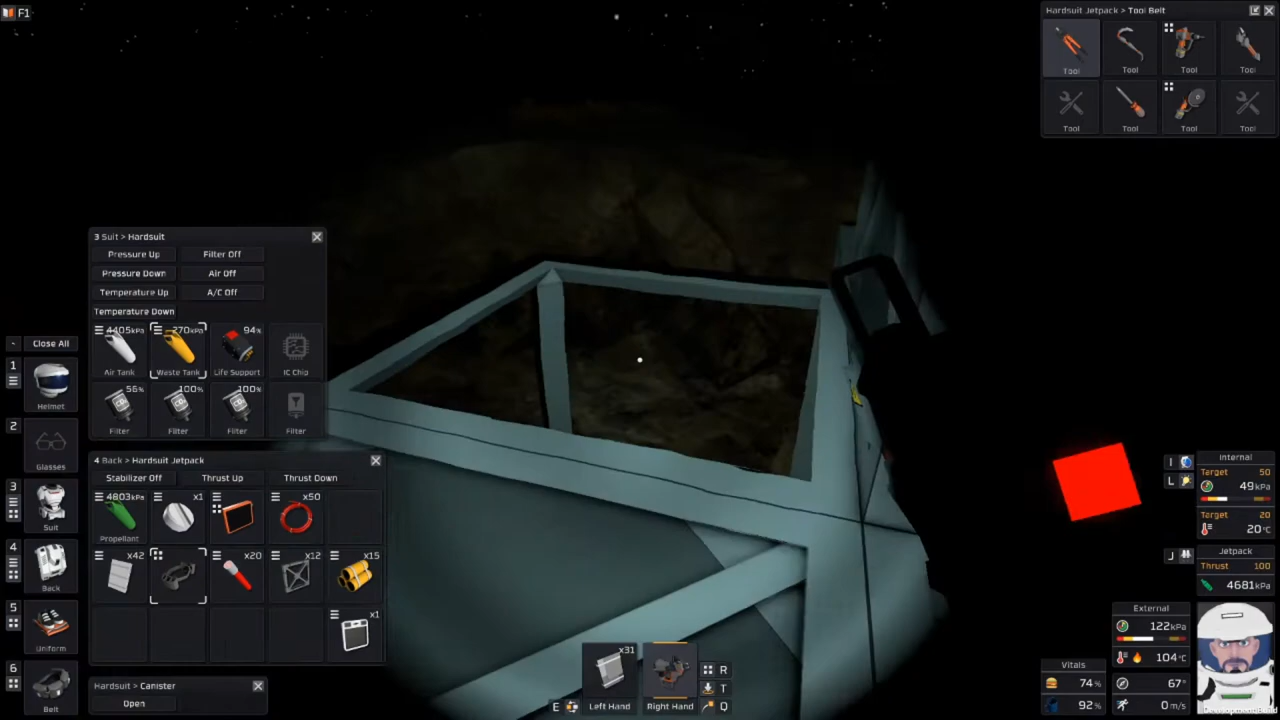 F1
Hardsuit Jetpack > Tool Belt
Tool Tool Tool Tool
Tool Tool Tool Tool
3 Suit > Hardsuit
Pressure Up Filter Off
Pressure Down Air Off
Temperature Up A/C Off
Temperature Down
4405kPa 270kPa 94%
Air Tank Waste Tank Life Support IC Chip
56% 100% 100%
Filter Filter Filter Filter
~ Close All
1 Helmet
2 Glasses
3 Suit
4 Back
5 Uniform
6 Belt
4 Back > Hardsuit Jetpack
Stabilizer Off Thrust Up Thrust Down
4803kPa x1 x50
Propellant
x42 x20 x12 x15
x1
Hardsuit > Canister
Open
x31
E Left Hand Right Hand
R
T
Q
I
L
Internal
Target 50
49kPa
Target 20
20°C
J
Jetpack
Thrust 100
4681kPa
External
122kPa
104°C
67°
0m/s
Vitals
74%
92%
Development Build